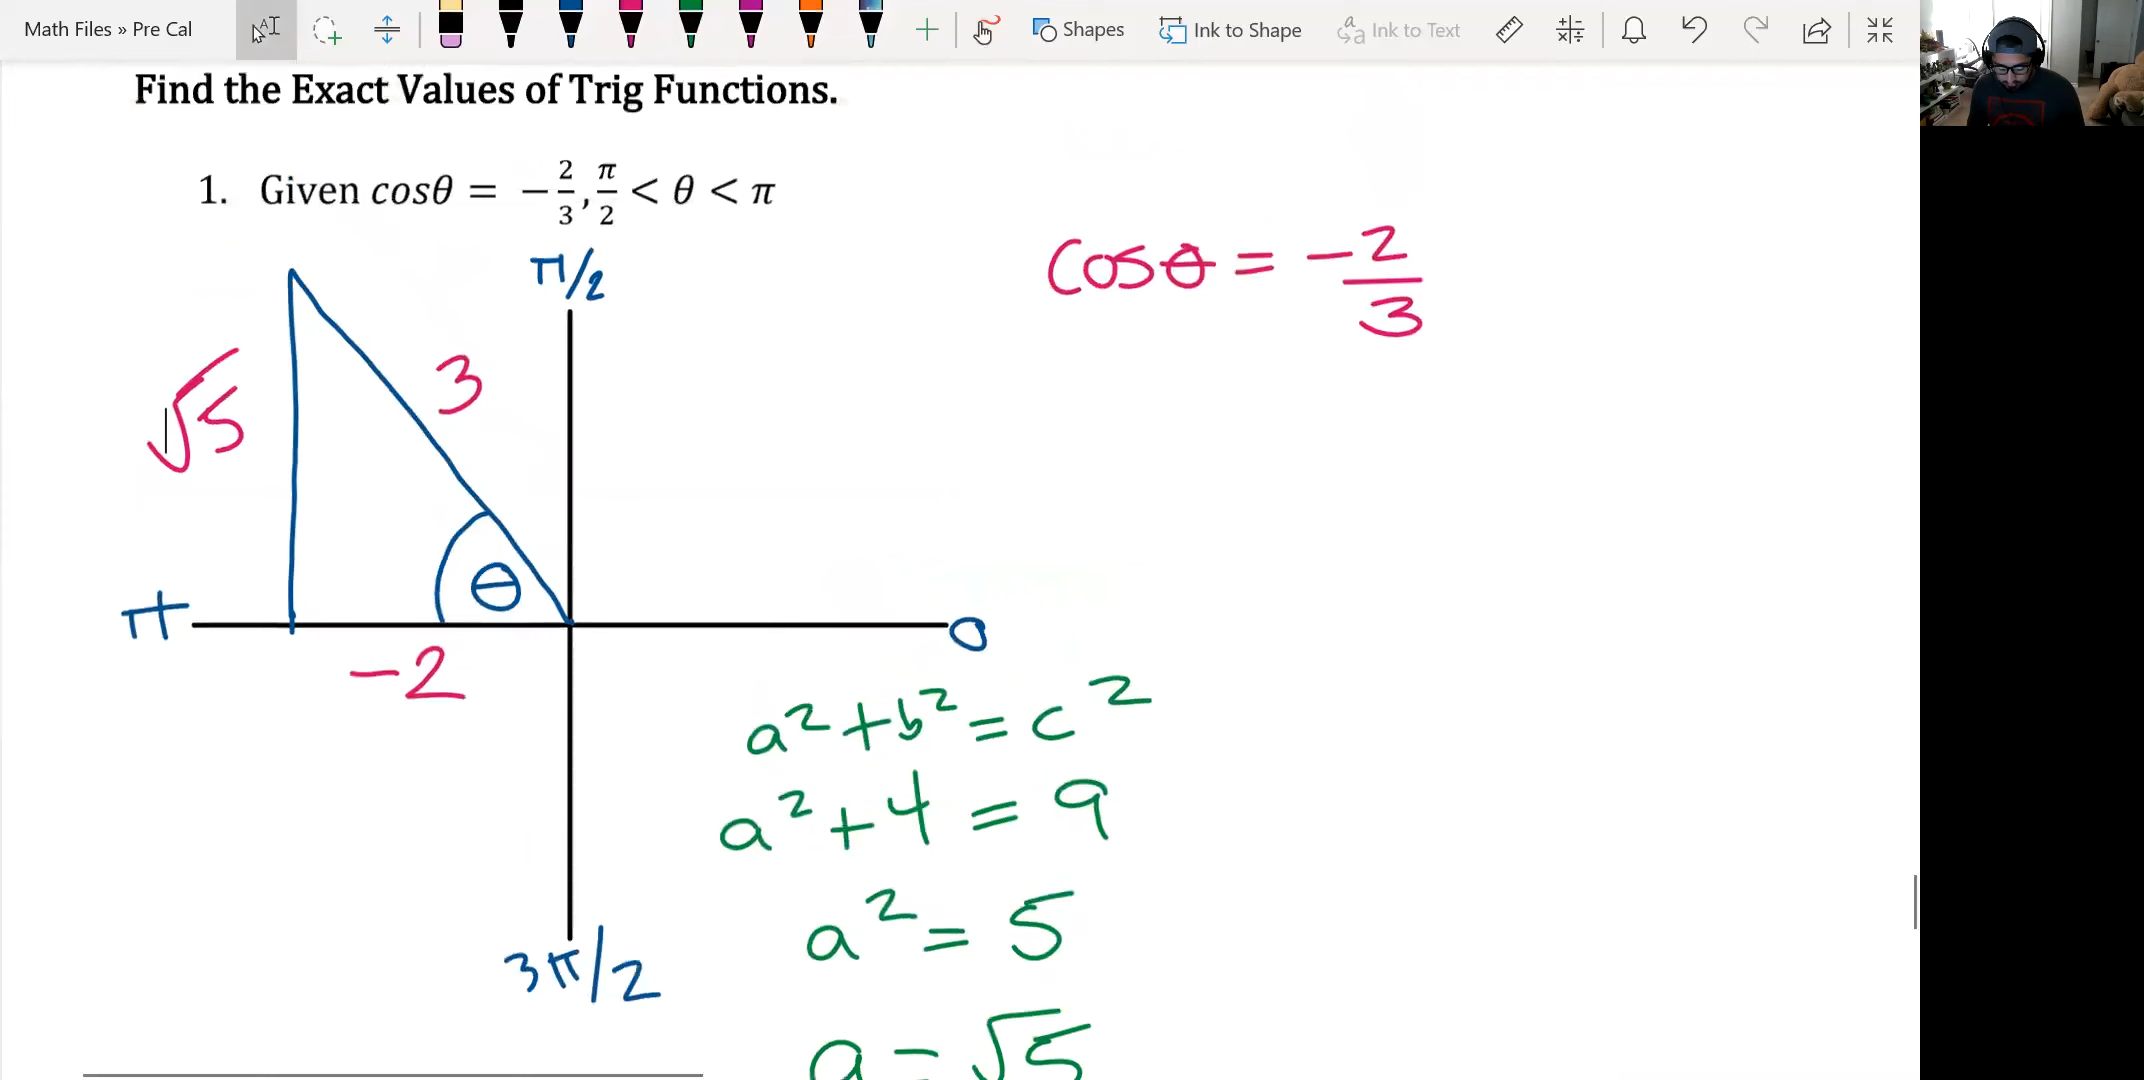 Math Files » Pre Cal
Shapes
Ink to Shape
Ink to Text
Find the Exact Values of Trig Functions.
1. Given cosθ = −2/3, π/2 < θ < π
π/2
cosθ = −2/3
√5
3
θ
π
0
−2
a² + b² = c²
a² + 4 = 9
a² = 5
3π/2
a = √5